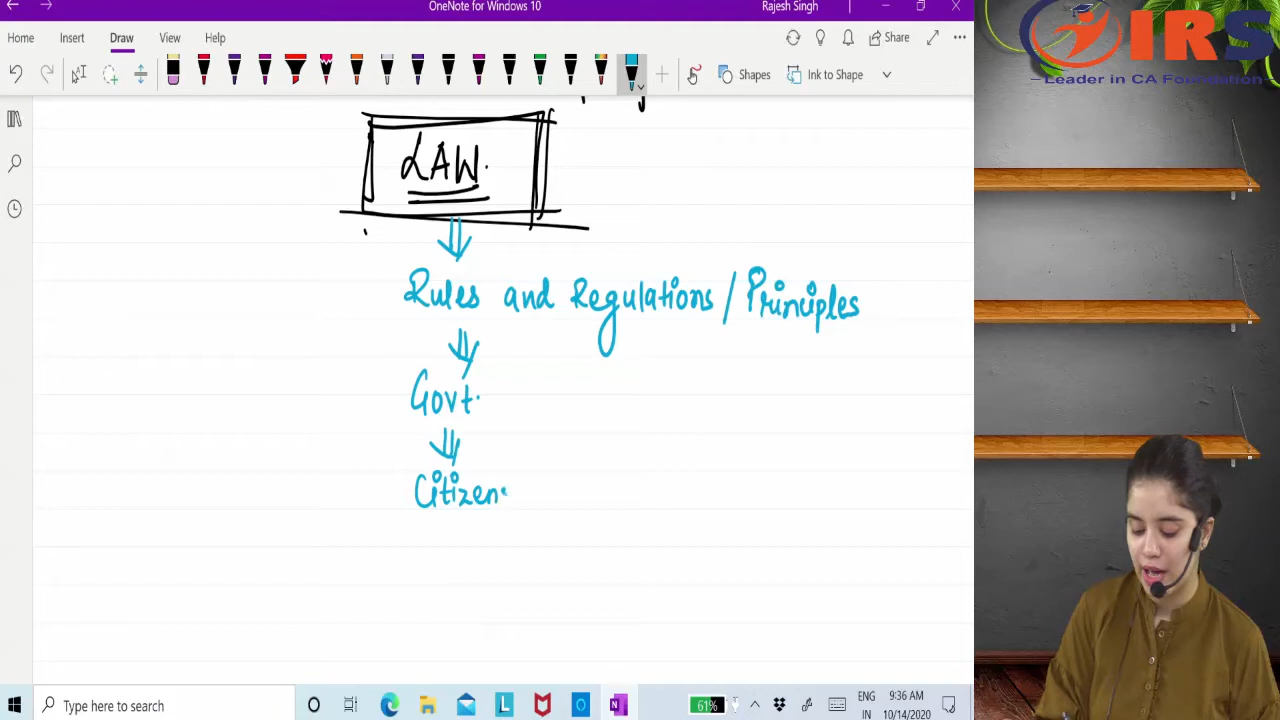 OneNote for Windows 10
Rajesh Singh
Home Insert Draw View Help
Share
Shapes
Ink to Shape
IRS
Leader in CA Foundation
LAW.
Rules and Regulations / Principles
Govt.
Citizen.
Type here to search
L
61%
ENG
IN
9:36 AM
10/14/2020